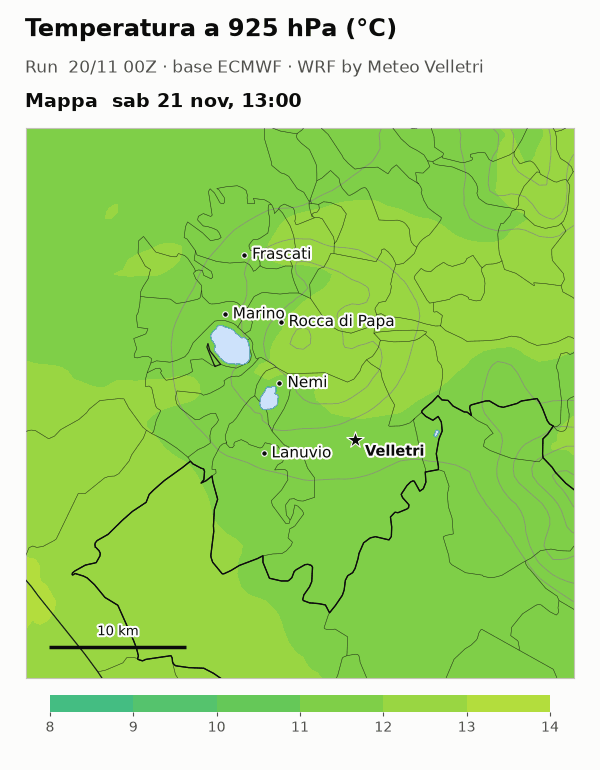 Temperatura a 925 hPa (°C)
Run  20/11 00Z · base ECMWF · WRF by Meteo Velletri
Mappa  sab 21 nov, 13:00
Frascati
Marino
Rocca di Papa
Nemi
Velletri
Lanuvio
10 km
8 9 10 11 12 13 14